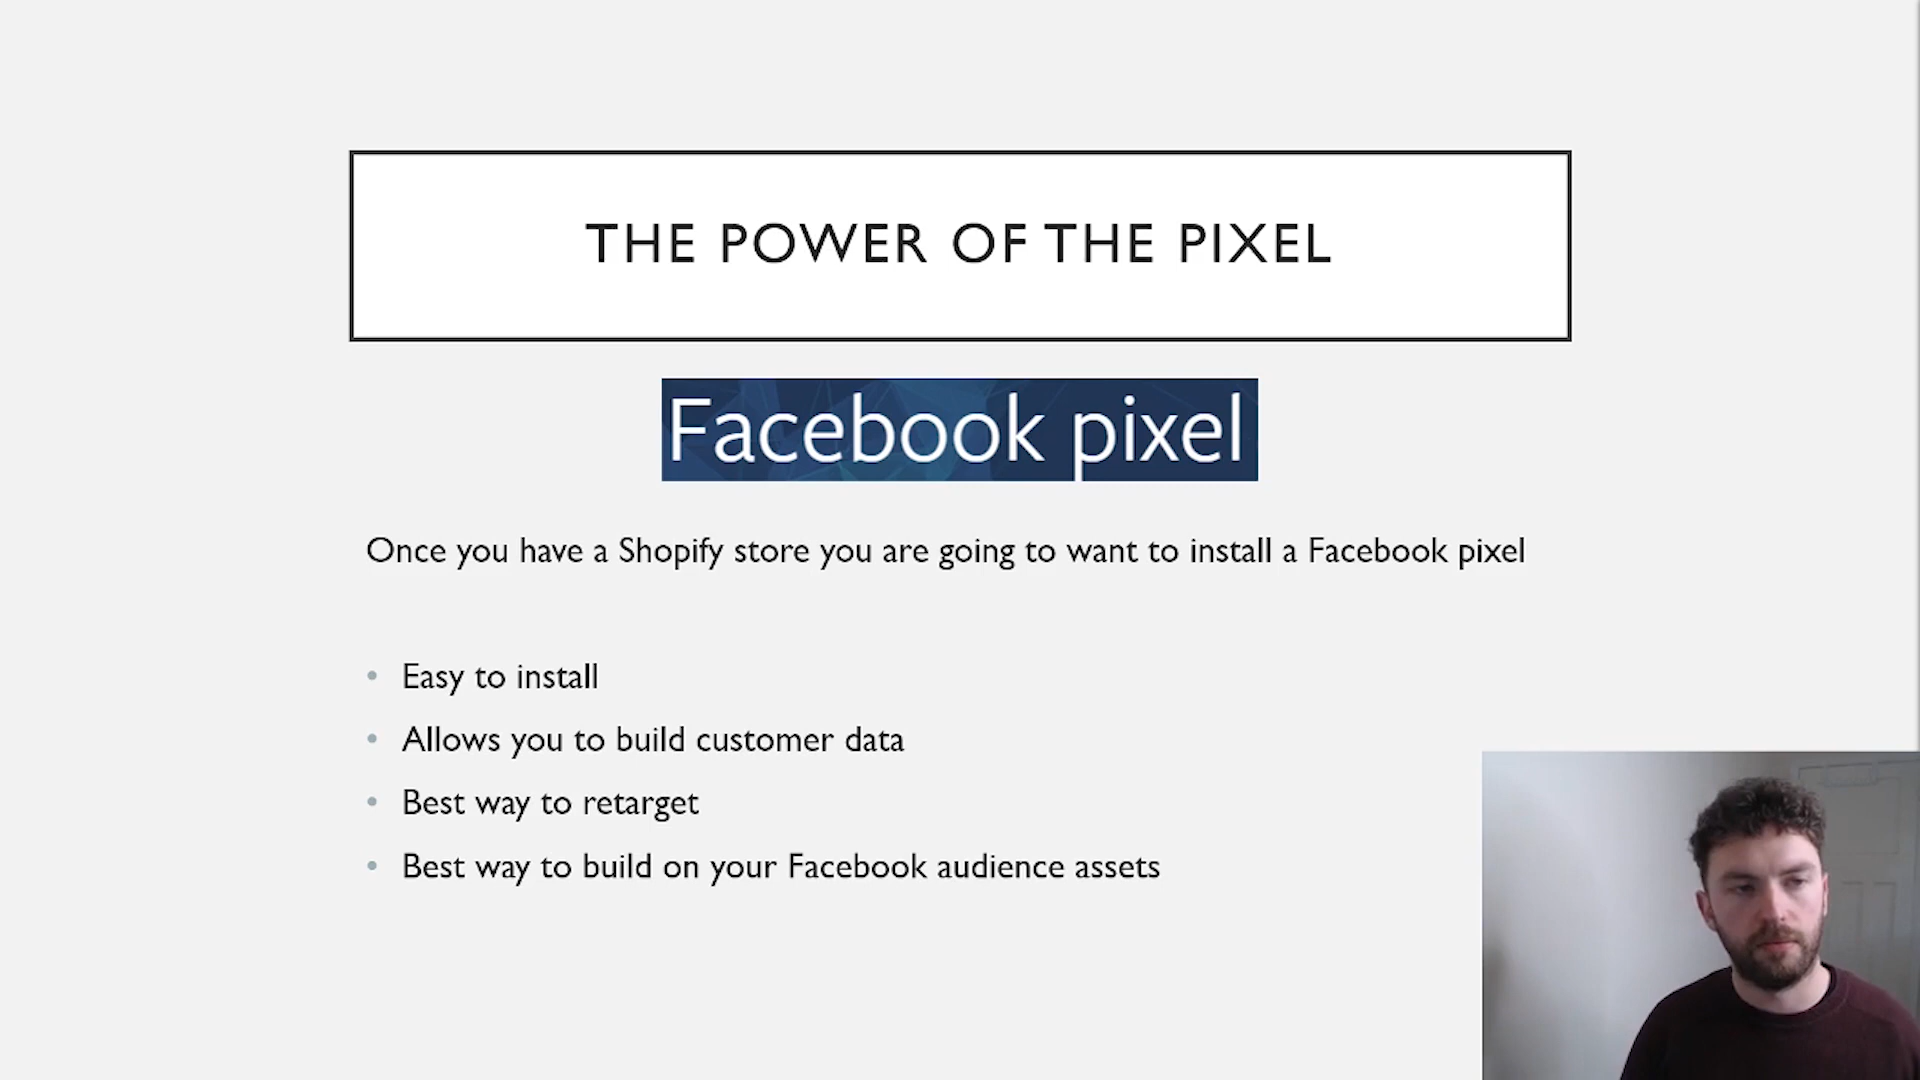 THE POWER OF THE PIXEL
Facebook pixel
Once you have a Shopify store you are going to want to install a Facebook pixel
• Easy to install
• Allows you to build customer data
• Best way to retarget
• Best way to build on your Facebook audience assets